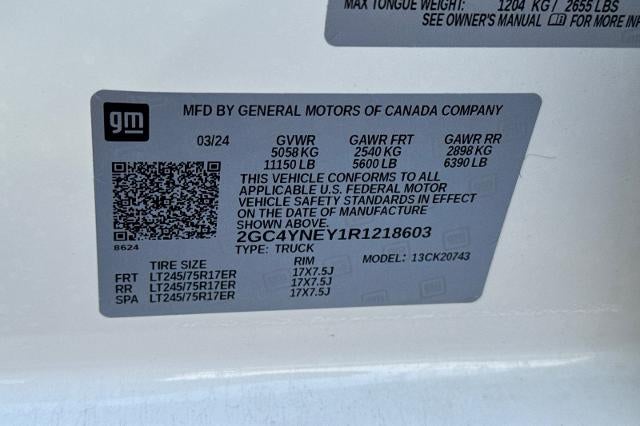 MAX TONGUE WEIGHT: 1204 KG / 2655 LBS
SEE OWNER'S MANUAL FOR MORE
gm
MFD BY GENERAL MOTORS OF CANADA COMPANY
03/24 GVWR GAWR FRT GAWR RR
5058 KG 2540 KG 2898 KG
11150 LB 5600 LB 6390 LB
THIS VEHICLE CONFORMS TO ALL
APPLICABLE U.S. FEDERAL MOTOR
VEHICLE SAFETY STANDARDS IN EFFECT
ON THE DATE OF MANUFACTURE
SHOWN ABOVE.
8624 2GC4YNEY1R1218603
TYPE: TRUCK MODEL: 13CK20743
TIRE SIZE RIM
FRT LT245/75R17ER 17X7.5J
RR LT245/75R17ER 17X7.5J
SPA LT245/75R17ER 17X7.5J